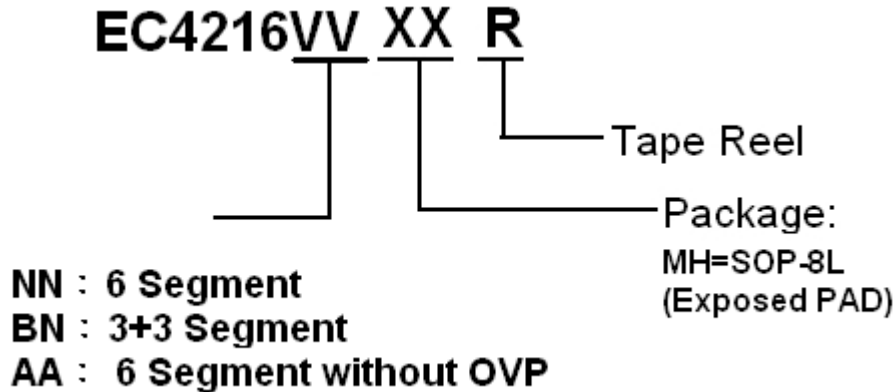 EC4216VV XX R
Tape Reel
Package:
MH=SOP-8L
(Exposed PAD)
NN : 6 Segment
BN : 3+3 Segment
AA : 6 Segment without OVP